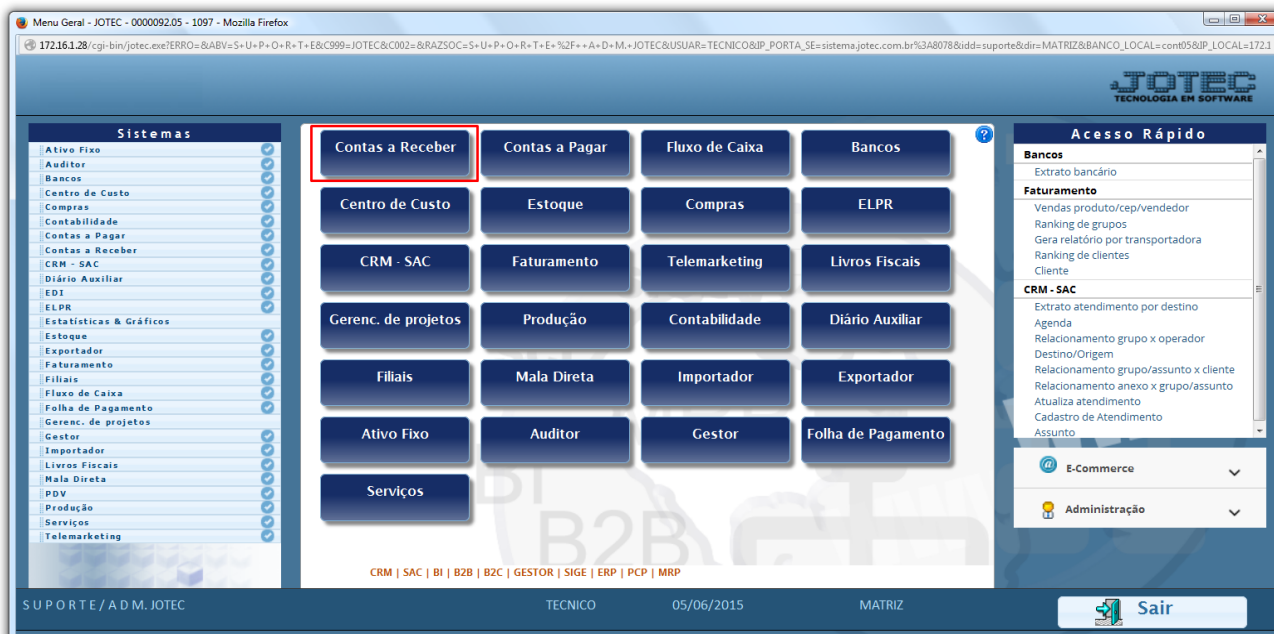 Menu Geral - JOTEC - 0000092.05 - 1097 - Mozilla Firefox
172.16.1.28/cgi-bin/jotec.exe?ERRO=&ABV=S+U+P+O+R+T+E&C999=JOTEC&C002=&RAZSOC=S+U+P+O+R+T+E+%2F++A+D+M.+JOTEC&USUAR=TECNICO&IP_PORTA_SE=sistema.jotec.com.br%3A8078&idd=suporte&dir=MATRIZ&BANCO_LOCAL=cont05&IP_LOCAL=172.1
JOTEC
TECNOLOGIA EM SOFTWARE
Sistemas
Ativo Fixo
Auditor
Bancos
Centro de Custo
Compras
Contabilidade
Contas a Pagar
Contas a Receber
CRM - SAC
Diário Auxiliar
EDI
ELPR
Estatísticas & Gráficos
Estoque
Exportador
Faturamento
Filiais
Fluxo de Caixa
Folha de Pagamento
Gerenc. de projetos
Gestor
Importador
Livros Fiscais
Mala Direta
PDV
Produção
Serviços
Telemarketing
Contas a Receber Contas a Pagar Fluxo de Caixa Bancos
Centro de Custo Estoque Compras ELPR
CRM - SAC Faturamento Telemarketing Livros Fiscais
Gerenc. de projetos Produção Contabilidade Diário Auxiliar
Filiais Mala Direta Importador Exportador
Ativo Fixo Auditor Gestor Folha de Pagamento
Serviços
BI
B2B
CRM | SAC | BI | B2B | B2C | GESTOR | SIGE | ERP | PCP | MRP
?
Acesso Rápido
Bancos
Extrato bancário
Faturamento
Vendas produto/cep/vendedor
Ranking de grupos
Gera relatório por transportadora
Ranking de clientes
Cliente
CRM - SAC
Extrato atendimento por destino
Agenda
Relacionamento grupo x operador
Destino/Origem
Relacionamento grupo/assunto x cliente
Relacionamento anexo x grupo/assunto
Atualiza atendimento
Cadastro de Atendimento
Assunto
E-Commerce
Administração
S U P O R T E / A D M. JOTEC TECNICO 05/06/2015 MATRIZ Sair